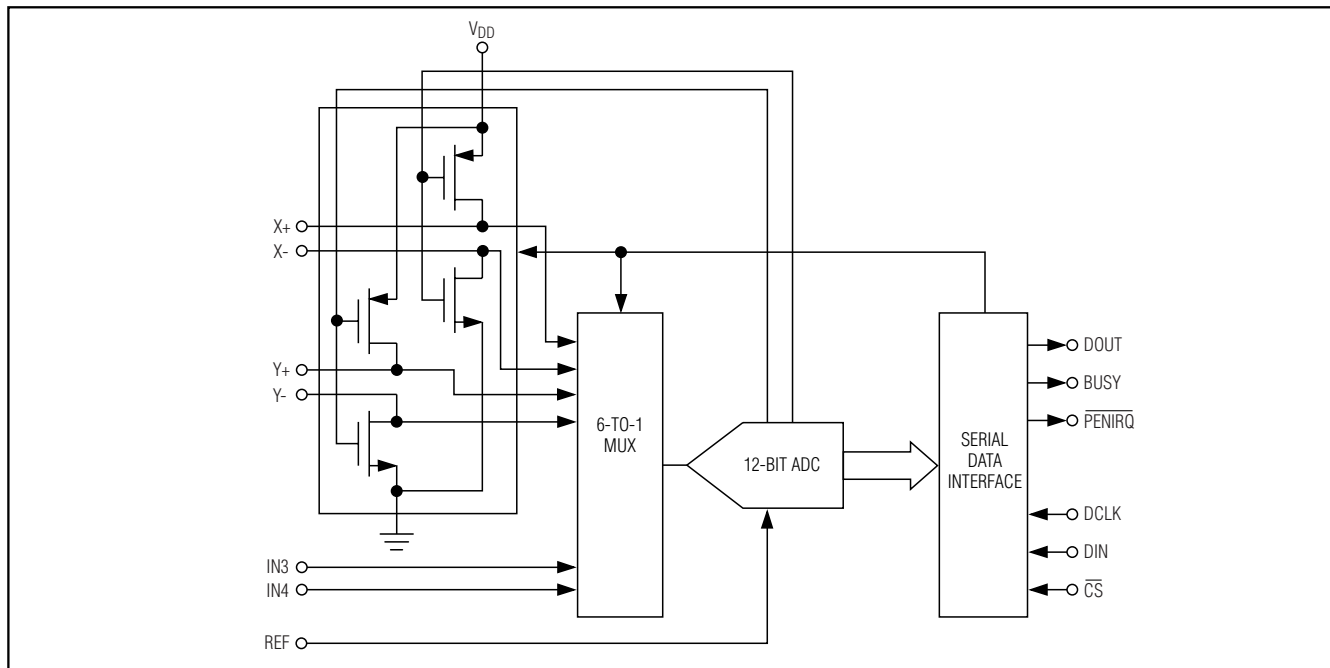 VDD
X+
X-
Y+
Y-
IN3
IN4
REF
6-TO-1
MUX
12-BIT ADC
SERIAL
DATA
INTERFACE
DOUT
BUSY
PENIRQ
DCLK
DIN
CS